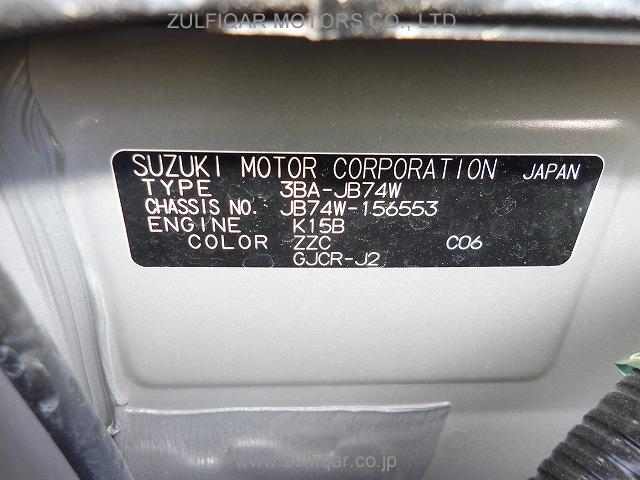 ZULFIQAR MOTORS CO., LTD
SUZUKI MOTOR CORPORATION JAPAN
TYPE 3BA-JB74W
CHASSIS NO. JB74W-156553
ENGINE K15B
COLOR ZZC C06
GJCR-J2
www.zulfiqar.co.jp